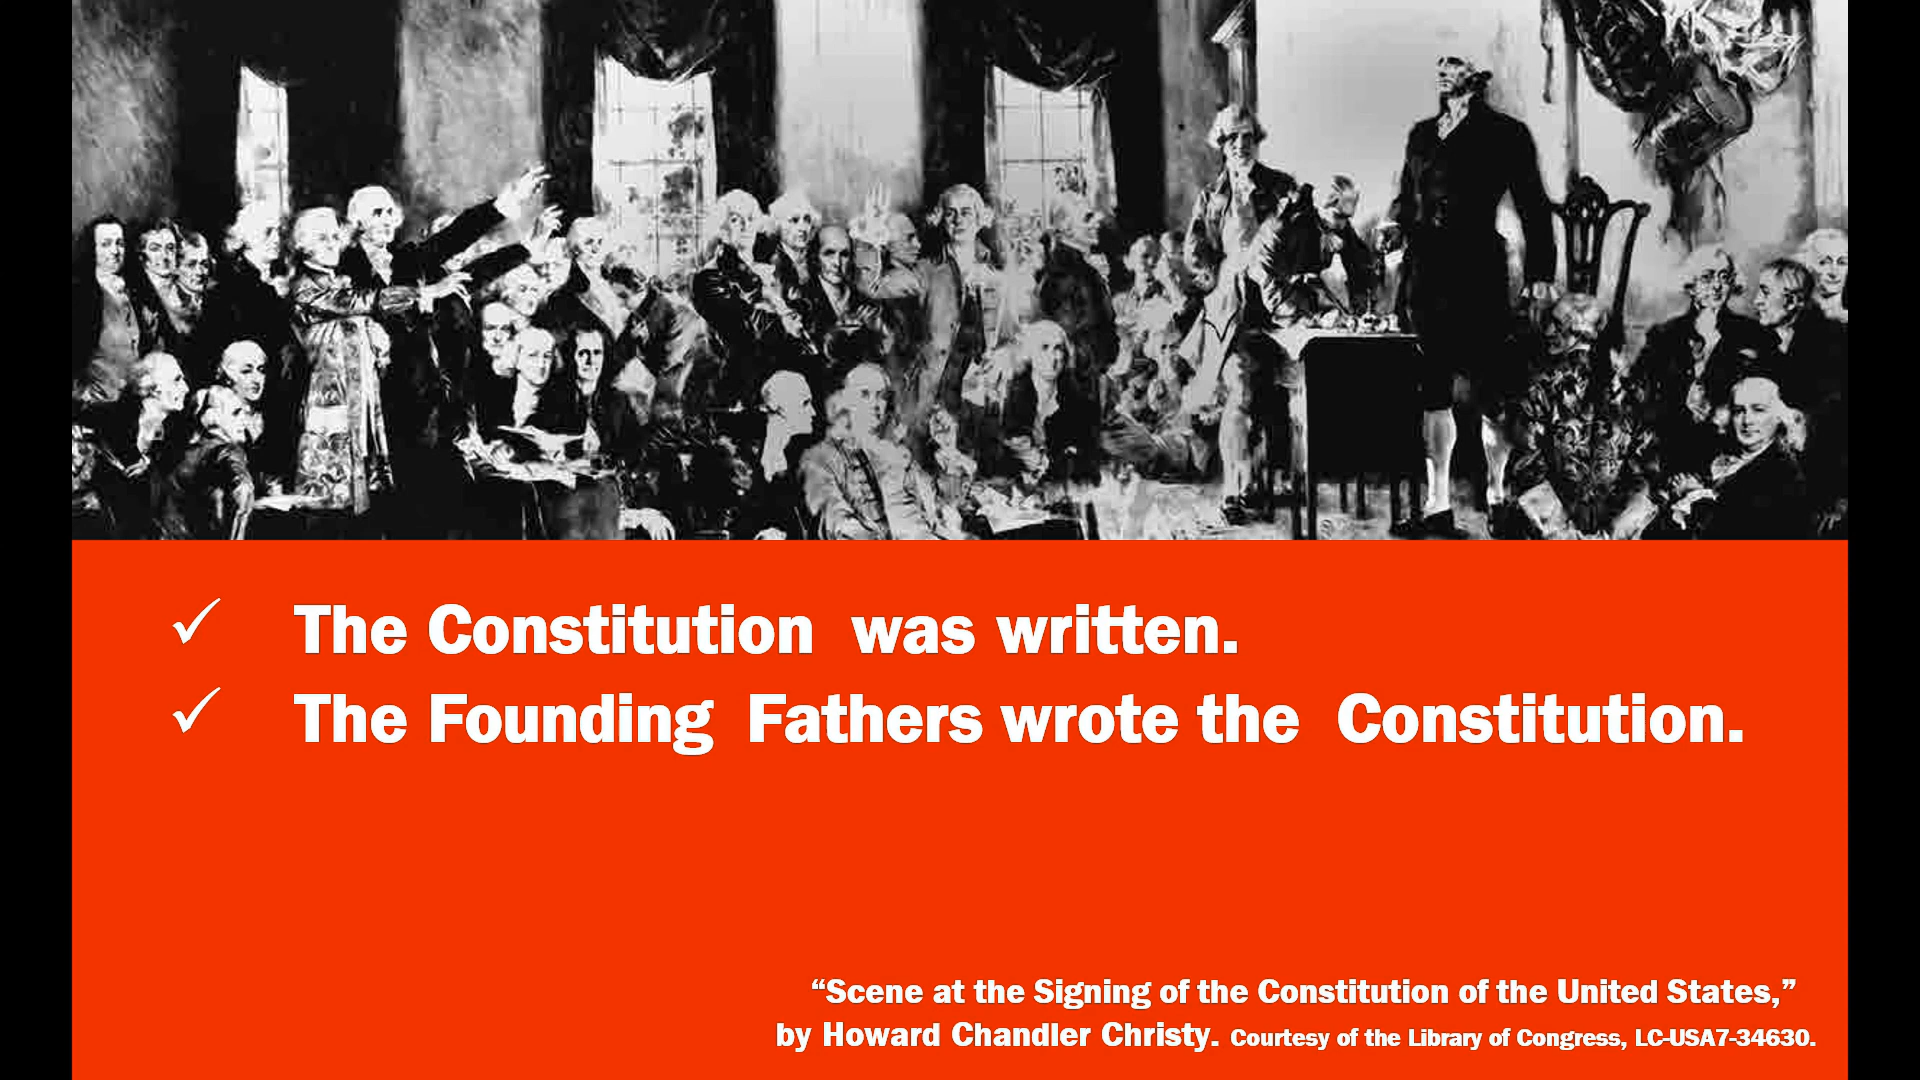 ✓ The Constitution was written.
✓ The Founding Fathers wrote the Constitution.
“Scene at the Signing of the Constitution of the United States,”
by Howard Chandler Christy. Courtesy of the Library of Congress, LC-USA7-34630.